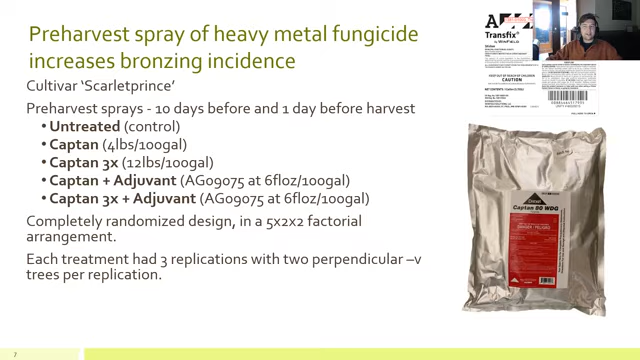 Preharvest spray of heavy metal fungicide
increases bronzing incidence
Cultivar ‘Scarletprince’
Preharvest sprays - 10 days before and 1 day before harvest
• Untreated (control)
• Captan (4lbs/100gal)
• Captan 3x (12lbs/100gal)
• Captan + Adjuvant (AG09075 at 6floz/100gal)
• Captan 3x + Adjuvant (AG09075 at 6floz/100gal)
Completely randomized design, in a 5x2x2 factorial
arrangement.
Each treatment had 3 replications with two perpendicular –v
trees per replication.
7
Transfix
by WINFIELD
CAUTION
Captan 80 WDG